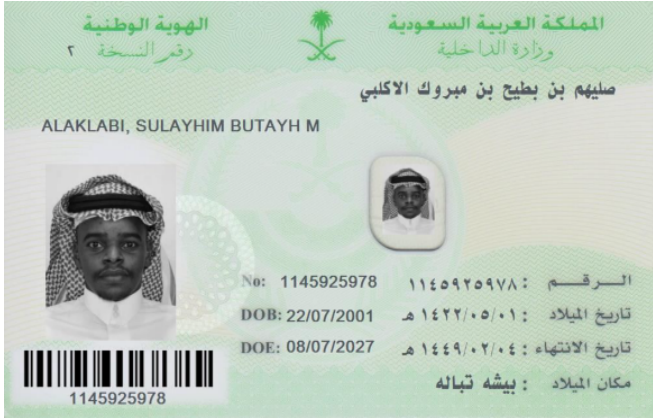 المملكة العربية السعودية
وزارة الداخلية
الهوية الوطنية
رقم النسخة ٢
صليهم بن بطيح بن مبروك الاكلبي
ALAKLABI, SULAYHIM BUTAYH M
الـــرقـــم : ١١٤٥٩٢٥٩٧٨ No: 1145925978
تاريخ الميلاد : ١٤٢٢/٠٥/٠١ هـ DOB: 22/07/2001
تاريخ الانتهاء : ١٤٤٩/٠٢/٠٤ هـ DOE: 08/07/2027
مكان الميلاد : بيشه تباله
1145925978